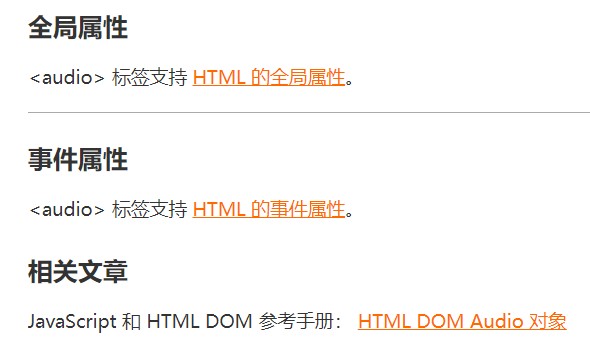 全局属性
<audio> 标签支持 HTML 的全局属性。
事件属性
<audio> 标签支持 HTML 的事件属性。
相关文章
JavaScript 和 HTML DOM 参考手册： HTML DOM Audio 对象